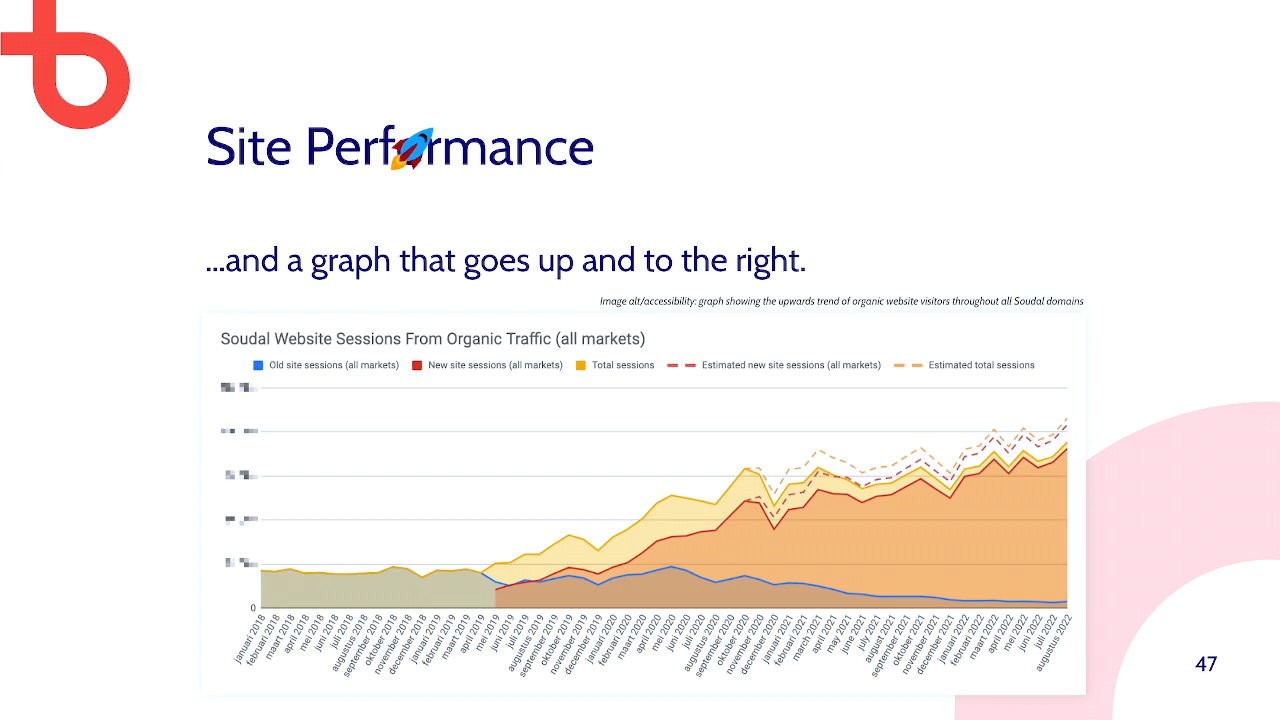 Site Perf🚀rmance
...and a graph that goes up and to the right.
Image alt/accessibility: graph showing the upwards trend of organic website visitors throughout all Soudal domains
Soudal Website Sessions From Organic Traffic (all markets)
Old site sessions (all markets) New site sessions (all markets) Total sessions Estimated new site sessions (all markets) Estimated total sessions
0
januari 2018
februari 2018
maart 2018
april 2018
mei 2018
juni 2018
juli 2018
augustus 2018
september 2018
oktober 2018
november 2018
december 2018
januari 2019
februari 2019
maart 2019
april 2019
mei 2019
juni 2019
juli 2019
augustus 2019
september 2019
oktober 2019
november 2019
december 2019
januari 2020
februari 2020
maart 2020
april 2020
mei 2020
juni 2020
juli 2020
augustus 2020
september 2020
oktober 2020
november 2020
december 2020
januari 2021
februari 2021
march 2021
april 2021
may 2021
june 2021
july 2021
august 2021
september 2021
oktober 2021
november 2021
december 2021
januari 2022
februari 2022
maart 2022
april 2022
mei 2022
juni 2022
juli 2022
augustus 2022
47